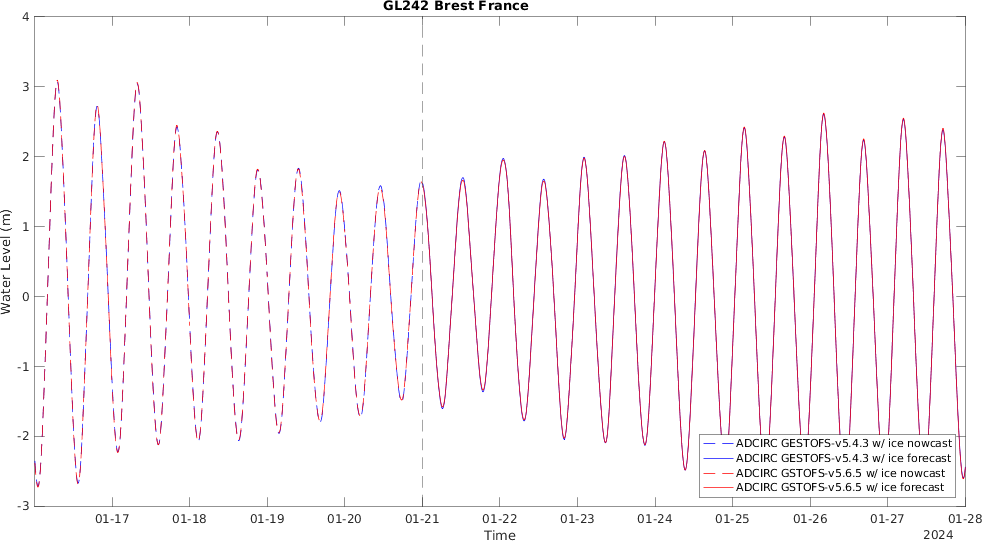 GL242 Brest France
4
3
2
1
0
-1
-2
-3
Water Level (m)
ADCIRC GESTOFS-v5.4.3 w/ ice nowcast
ADCIRC GESTOFS-v5.4.3 w/ ice forecast
ADCIRC GSTOFS-v5.6.5 w/ ice nowcast
ADCIRC GSTOFS-v5.6.5 w/ ice forecast
01-17 01-18 01-19 01-20 01-21 01-22 01-23 01-24 01-25 01-26 01-27 01-28
Time
2024